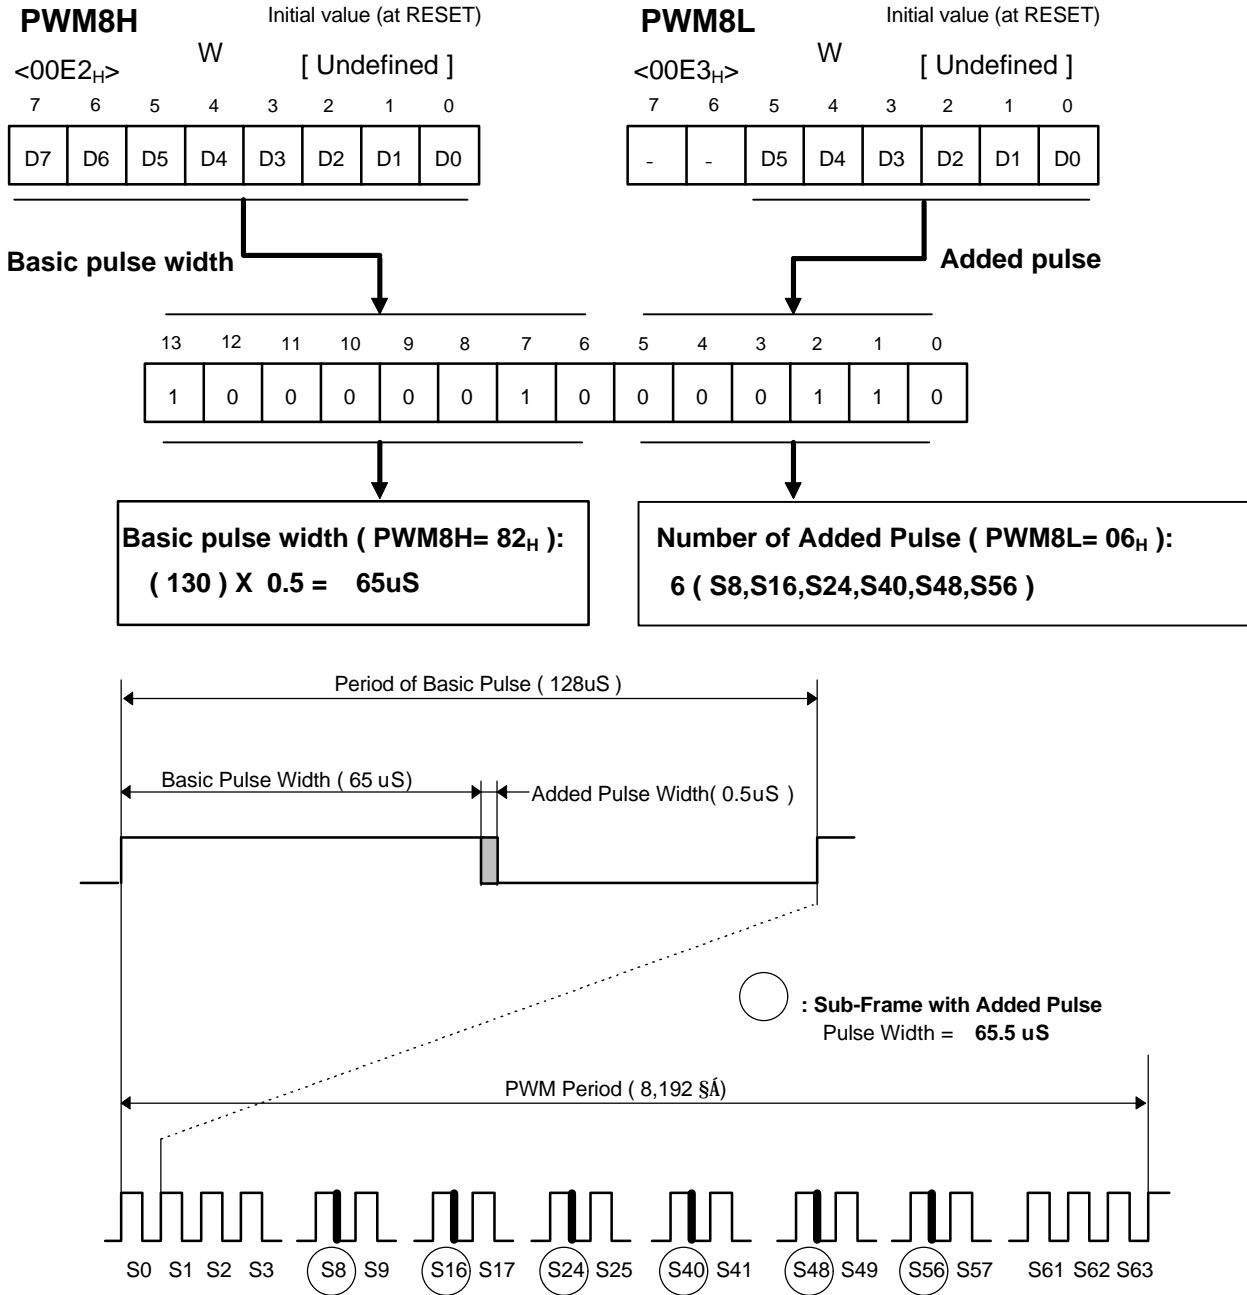 PWM8H Initial value (at RESET) PWM8L Initial value (at RESET)
<00E2H> W [ Undefined ] <00E3H> W [ Undefined ]
7 6 5 4 3 2 1 0 7 6 5 4 3 2 1 0
D7 D6 D5 D4 D3 D2 D1 D0 - - D5 D4 D3 D2 D1 D0
Basic pulse width Added pulse
13 12 11 10 9 8 7 6 5 4 3 2 1 0
1 0 0 0 0 0 1 0 0 0 0 1 1 0
Basic pulse width ( PWM8H= 82H ):
( 130 ) X 0.5 = 65uS
Number of Added Pulse ( PWM8L= 06H ):
6 ( S8,S16,S24,S40,S48,S56 )
Period of Basic Pulse ( 128uS )
Basic Pulse Width ( 65 uS) Added Pulse Width( 0.5uS )
: Sub-Frame with Added Pulse
Pulse Width = 65.5 uS
PWM Period ( 8,192 §Á)
S0 S1 S2 S3 S8 S9 S16 S17 S24 S25 S40 S41 S48 S49 S56 S57 S61 S62 S63